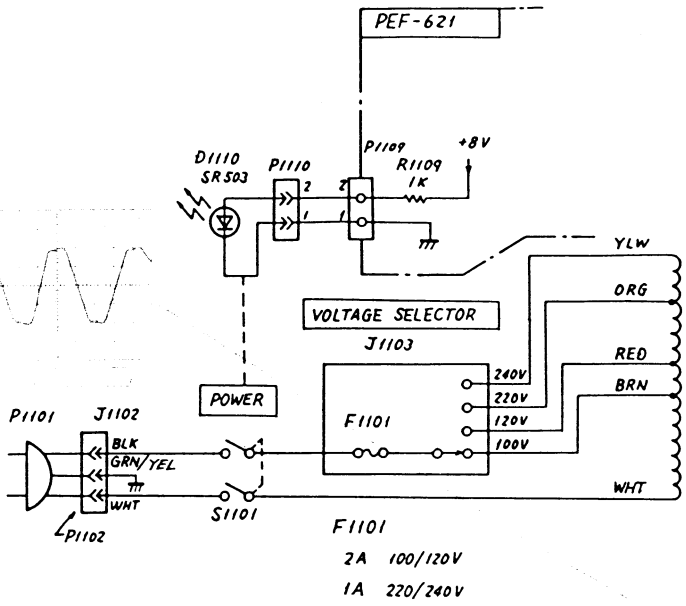 PEF-621
+8V
P1109
D1110
SR503
P1110
R1109
1K
2
2
1
1
YLW
ORG
VOLTAGE SELECTOR
J1103
RED
240V
BRN
220V
POWER
120V
F1101
100V
P1101
J1102
BLK
GRN/YEL
WHT
WHT
S1101
P1102
F1101
2A 100/120V
1A 220/240V